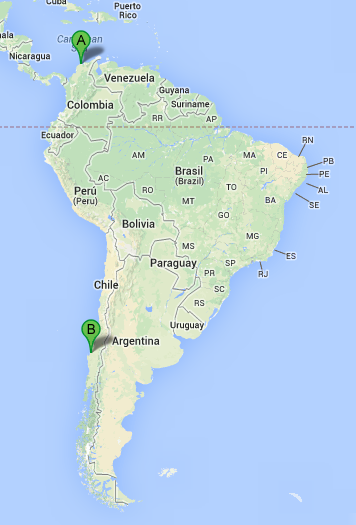 Cuba
Puerto
Rico
Caribbean
A
Nicaragua
Venezuela
Guyana
Suriname
Colombia
RR
AP
Ecuador
RN
AM
PA
MA
CE
PB
PE
AC
RO
Brasil
(Brazil)
PI
TO
AL
Perú
(Peru)
MT
BA
SE
Bolivia
GO
MS
MG
ES
Paraguay
SP
RJ
PR
Chile
SC
RS
Uruguay
B
Argentina